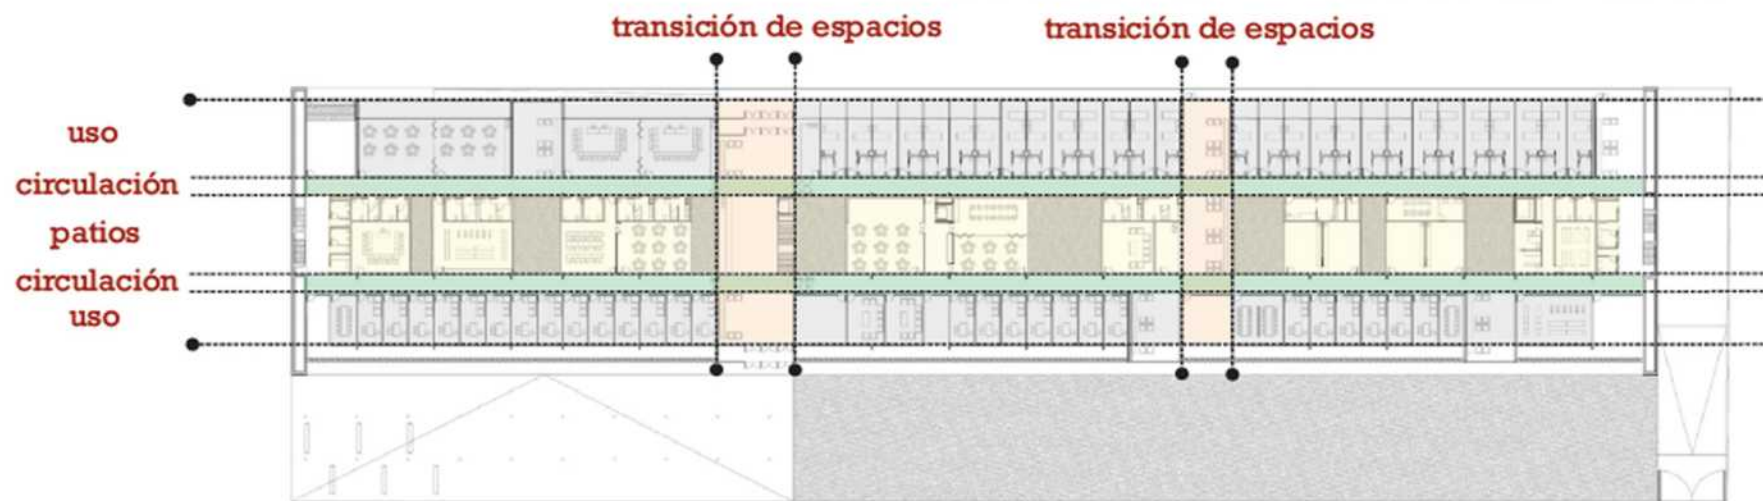 transición de espacios
transición de espacios
uso
circulación
patios
circulación
uso